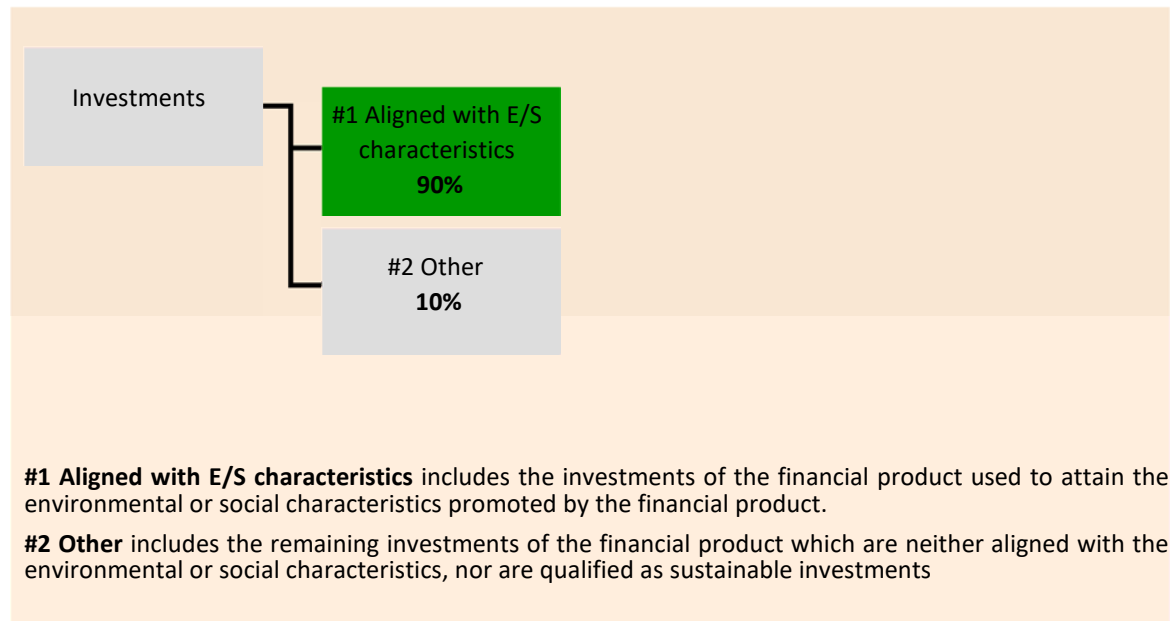 Investments
#1 Aligned with E/S
characteristics
90%
#2 Other
10%
#1 Aligned with E/S characteristics includes the investments of the financial product used to attain the
environmental or social characteristics promoted by the financial product.
#2 Other includes the remaining investments of the financial product which are neither aligned with the
environmental or social characteristics, nor are qualified as sustainable investments